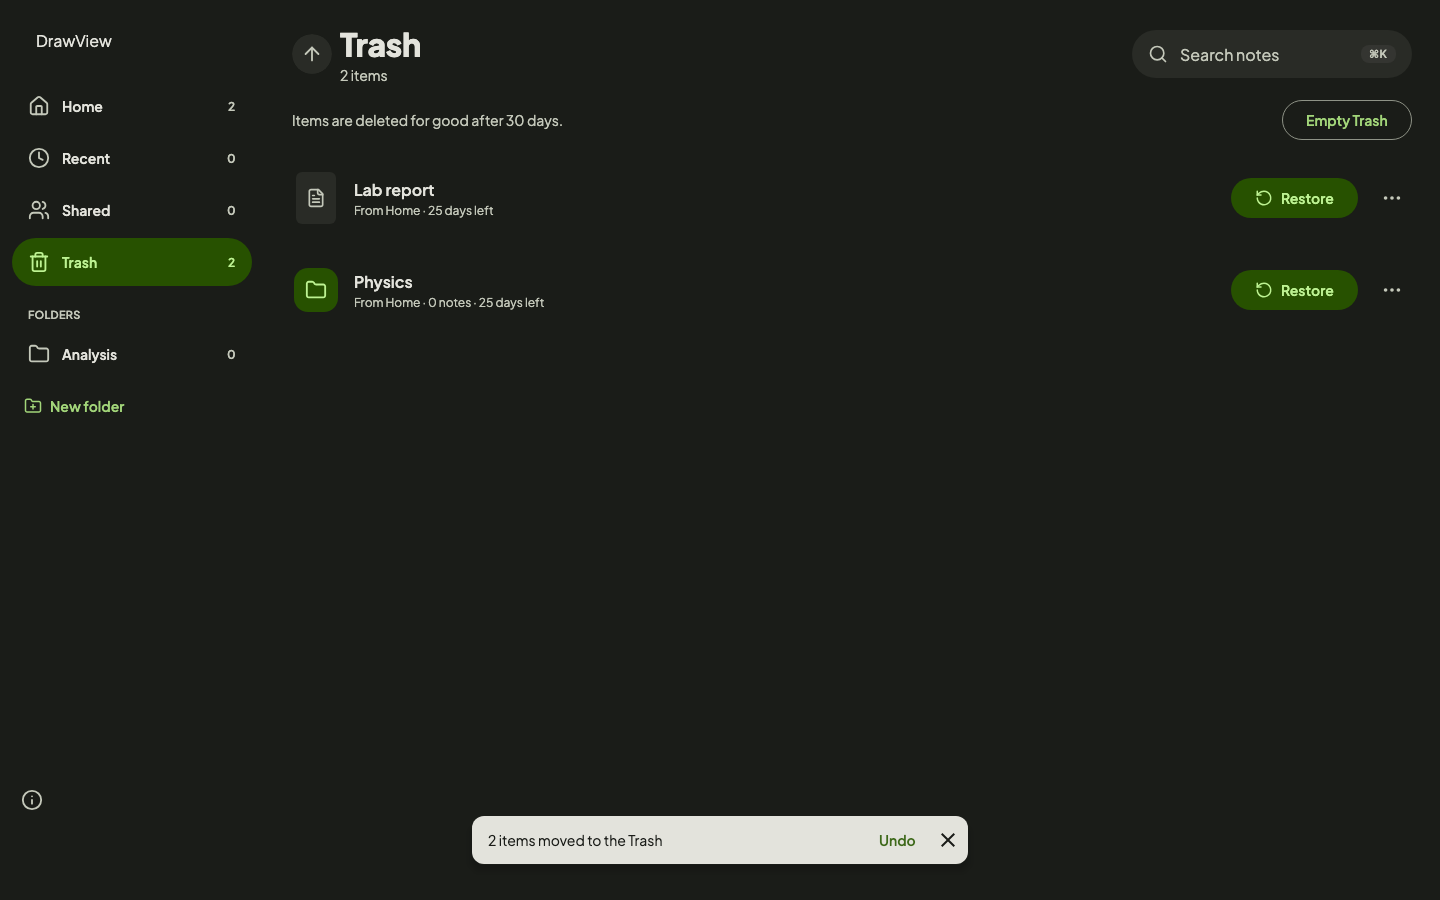 DrawView
Home 2
Recent 0
Shared 0
Trash 2
FOLDERS
Analysis 0
New folder
Trash
2 items
Search notes ⌘K
Items are deleted for good after 30 days.
Empty Trash
Lab report
From Home · 25 days left
Restore
Physics
From Home · 0 notes · 25 days left
Restore
2 items moved to the Trash
Undo